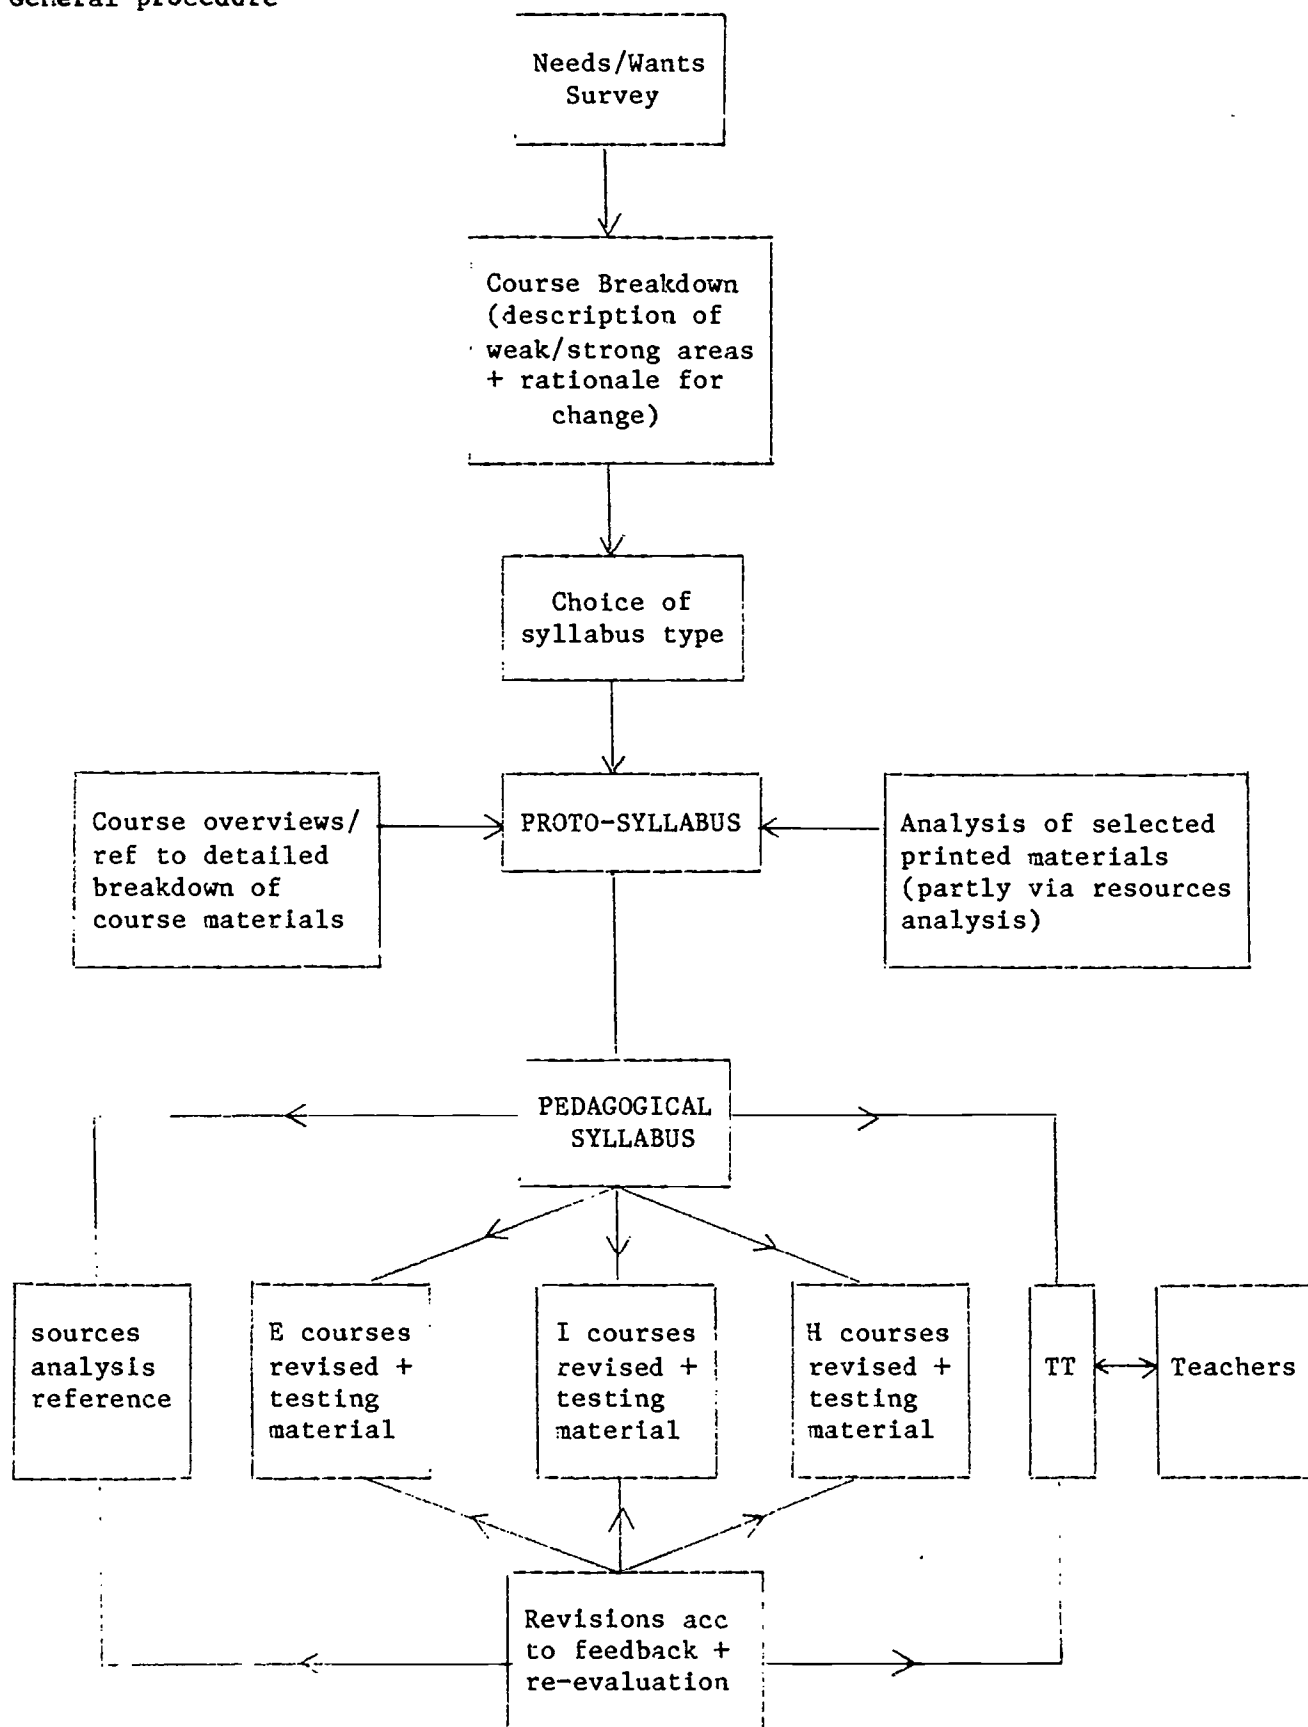 General procedure
Needs/Wants
Survey
Course Breakdown
(description of
weak/strong areas
+ rationale for
change)
Choice of
syllabus type
Course overviews/
ref to detailed
breakdown of
course materials
PROTO-SYLLABUS
Analysis of selected
printed materials
(partly via resources
analysis)
PEDAGOGICAL
SYLLABUS
sources
analysis
reference
E courses
revised +
testing
material
I courses
revised +
testing
material
H courses
revised +
testing
material
TT
Teachers
Revisions acc
to feedback +
re-evaluation